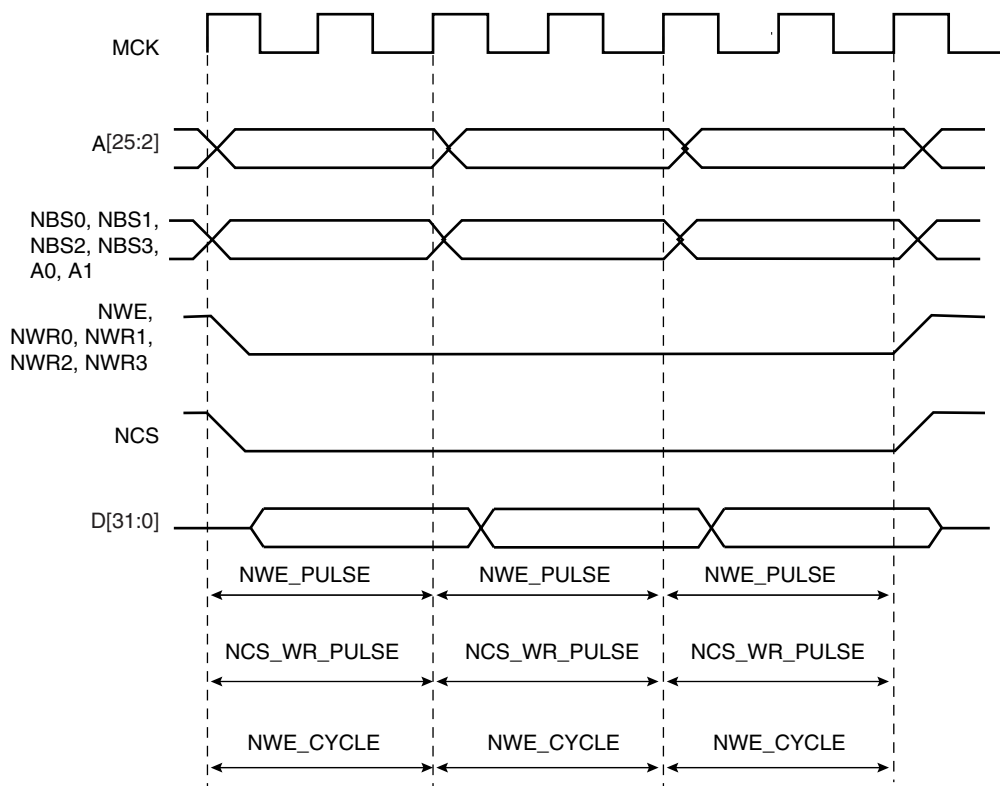 MCK
A[25:2]
NBS0, NBS1,
NBS2, NBS3,
A0, A1
NWE,
NWR0, NWR1,
NWR2, NWR3
NCS
D[31:0]
NWE_PULSE NWE_PULSE NWE_PULSE
NCS_WR_PULSE NCS_WR_PULSE NCS_WR_PULSE
NWE_CYCLE NWE_CYCLE NWE_CYCLE